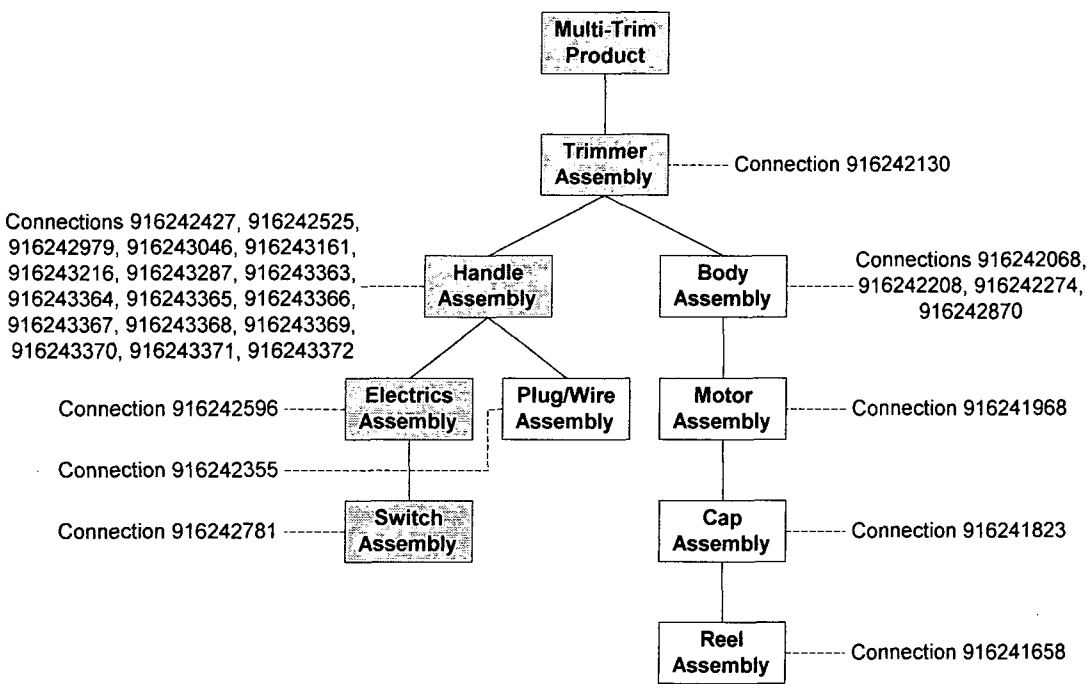 Multi-Trim
Product
Trimmer
Assembly
Connection 916242130
Connections 916242427, 916242525,
916242979, 916243046, 916243161,
916243216, 916243287, 916243363,
916243364, 916243365, 916243366,
916243367, 916243368, 916243369,
916243370, 916243371, 916243372
Handle
Assembly
Body
Assembly
Connections 916242068,
916242208, 916242274,
916242870
Connection 916242596
Electrics
Assembly
Plug/Wire
Assembly
Motor
Assembly
Connection 916241968
Connection 916242355
Connection 916242781
Switch
Assembly
Cap
Assembly
Connection 916241823
Reel
Assembly
Connection 916241658